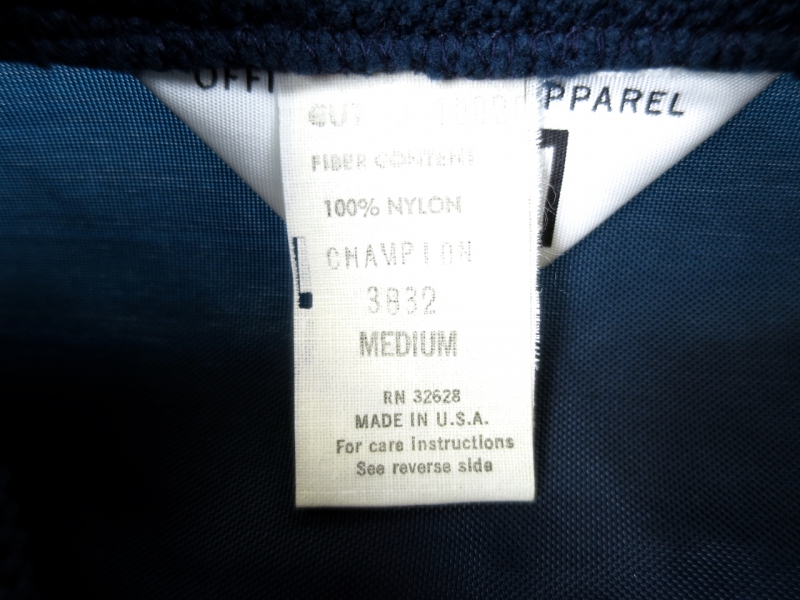 OFFI
PPAREL
CUT
FIBER CONTENT
100% NYLON
CHAMPION
3832
MEDIUM
RN 32628
MADE IN U.S.A.
For care instructions
See reverse side